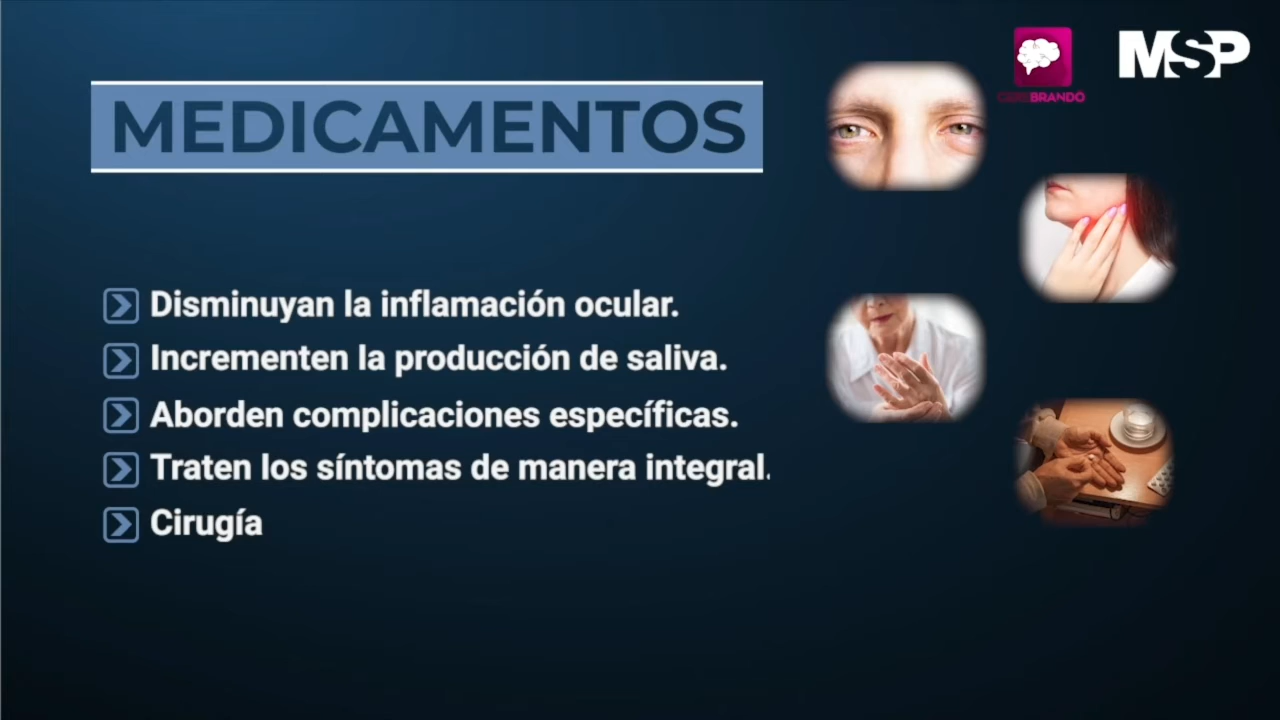 MEDICAMENTOS
Disminuyan la inflamación ocular.
Incrementen la producción de saliva.
Aborden complicaciones específicas.
Traten los síntomas de manera integral.
Cirugía
CEREBRANDO
MSP